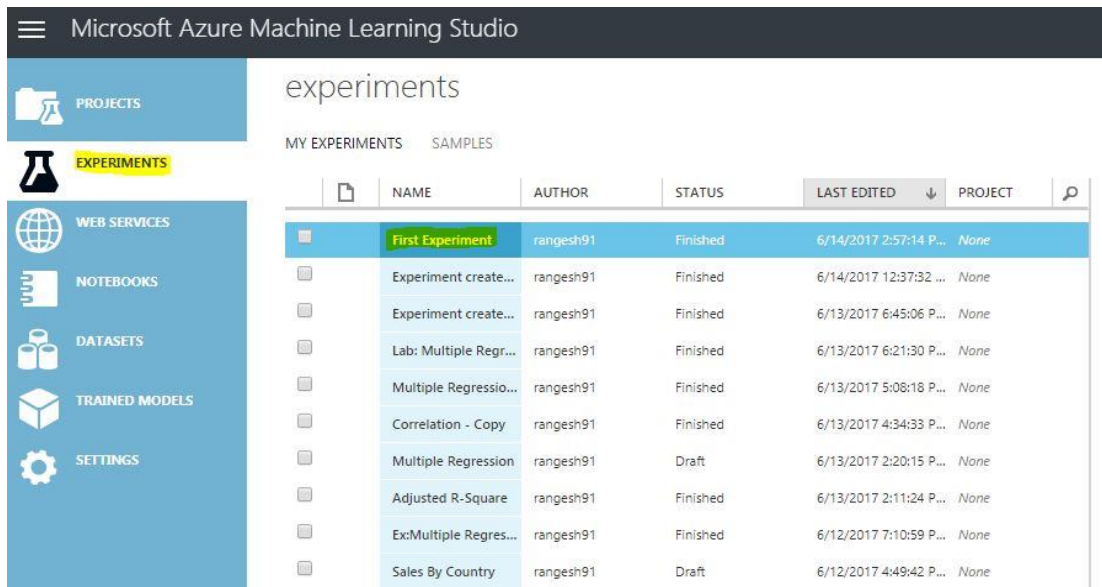 Microsoft Azure Machine Learning Studio
PROJECTS
EXPERIMENTS
WEB SERVICES
NOTEBOOKS
DATASETS
TRAINED MODELS
SETTINGS
experiments
MY EXPERIMENTS SAMPLES
NAME AUTHOR STATUS LAST EDITED PROJECT
First Experiment rangesh91 Finished 6/14/2017 2:57:14 P... None
Experiment create... rangesh91 Finished 6/14/2017 12:37:32 ... None
Experiment create... rangesh91 Finished 6/13/2017 6:45:06 P... None
Lab: Multiple Regr... rangesh91 Finished 6/13/2017 6:21:30 P... None
Multiple Regressio... rangesh91 Finished 6/13/2017 5:08:18 P... None
Correlation - Copy rangesh91 Finished 6/13/2017 4:34:33 P... None
Multiple Regression rangesh91 Draft 6/13/2017 2:20:15 P... None
Adjusted R-Square rangesh91 Finished 6/13/2017 2:11:24 P... None
Ex:Multiple Regres... rangesh91 Finished 6/12/2017 7:10:59 P... None
Sales By Country rangesh91 Draft 6/12/2017 4:49:42 P... None